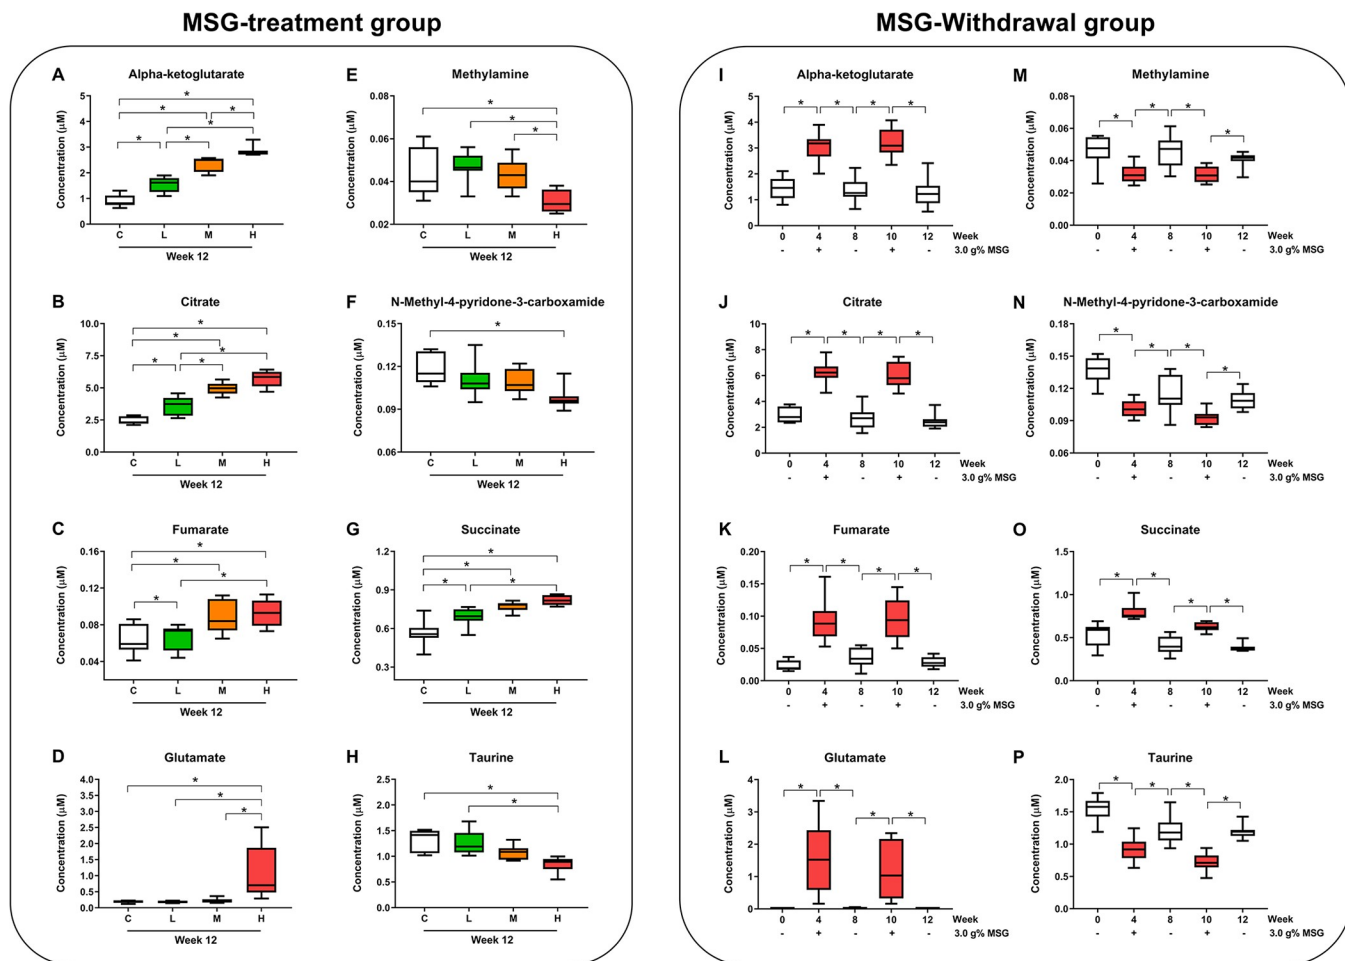 MSG-treatment group
MSG-Withdrawal group
A
Alpha-ketoglutarate
Concentration (μM)
5
4
3
2
1
0
* * * * * *
C L M H
Week 12
E
Methylamine
Concentration (μM)
0.08
0.06
0.04
0.02
* * *
C L M H
Week 12
B
Citrate
Concentration (μM)
10.0
7.5
5.0
2.5
0.0
* * * * *
C L M H
Week 12
F
N-Methyl-4-pyridone-3-carboxamide
Concentration (μM)
0.15
0.12
0.09
0.06
*
C L M H
Week 12
C
Fumarate
Concentration (μM)
0.16
0.12
0.08
0.04
* * * *
C L M H
Week 12
G
Succinate
Concentration (μM)
1.2
0.9
0.6
0.3
* * * *
C L M H
Week 12
D
Glutamate
Concentration (μM)
4.0
3.5
3.0
2.5
2.0
1.5
1.0
0.5
0.0
* * *
C L M H
Week 12
H
Taurine
Concentration (μM)
2.5
2.0
1.5
1.0
0.5
0.0
* *
C L M H
Week 12
I
Alpha-ketoglutarate
Concentration (μM)
5
4
3
2
1
0
* * * *
0 4 8 10 12 Week
- + - + - 3.0 g% MSG
M
Methylamine
Concentration (μM)
0.08
0.06
0.04
0.02
0.00
* * * *
0 4 8 10 12 Week
- + - + - 3.0 g% MSG
J
Citrate
Concentration (μM)
10
8
6
4
2
0
* * * *
0 4 8 10 12 Week
- + - + - 3.0 g% MSG
N
N-Methyl-4-pyridone-3-carboxamide
Concentration (μM)
0.18
0.15
0.12
0.09
0.06
* * * *
0 4 8 10 12 Week
- + - + - 3.0 g% MSG
K
Fumarate
Concentration (μM)
0.20
0.15
0.10
0.05
0.00
* * * *
0 4 8 10 12 Week
- + - + - 3.0 g% MSG
O
Succinate
Concentration (μM)
1.5
1.0
0.5
0.0
* * * *
0 4 8 10 12 Week
- + - + - 3.0 g% MSG
L
Glutamate
Concentration (μM)
4
3
2
1
0
* * * *
0 4 8 10 12 Week
- + - + - 3.0 g% MSG
P
Taurine
Concentration (μM)
2.0
1.5
1.0
0.5
0.0
* * * *
0 4 8 10 12 Week
- + - + - 3.0 g% MSG